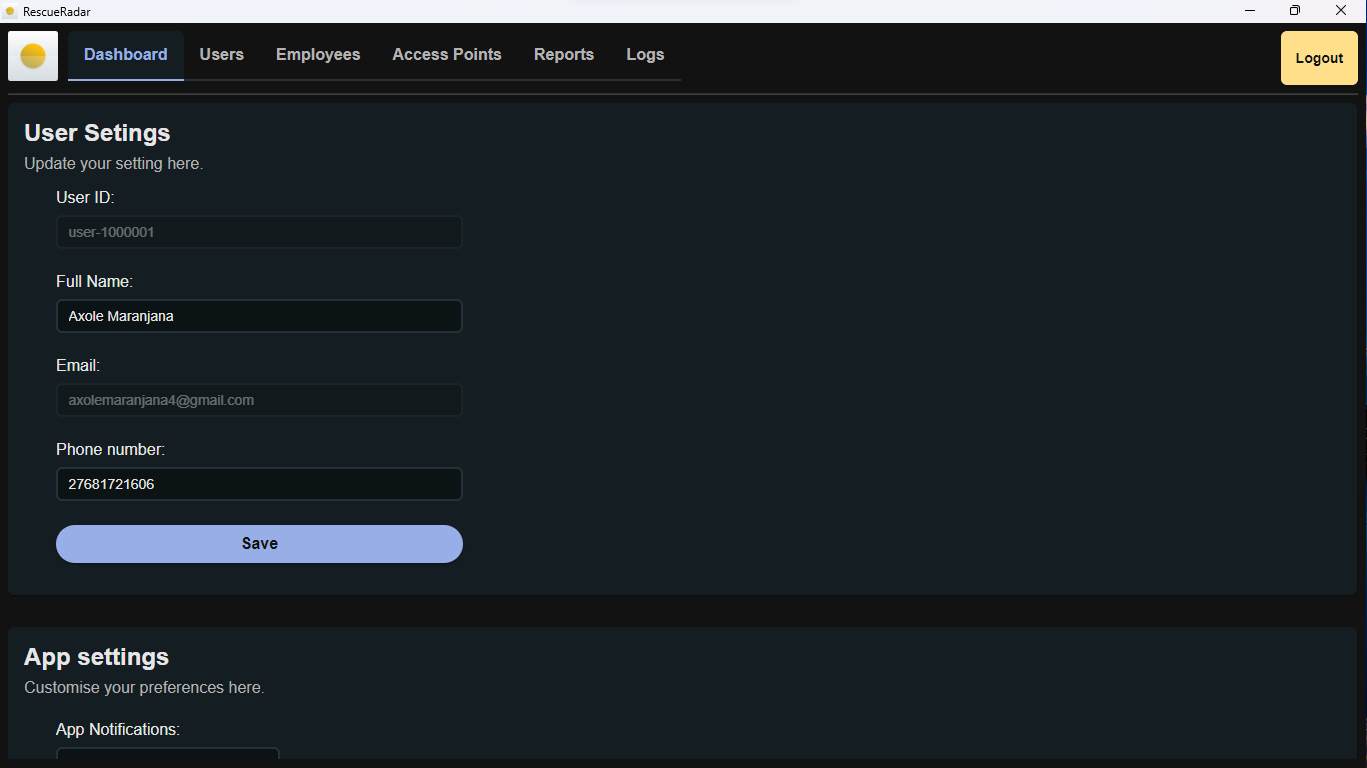 RescueRadar
Dashboard Users Employees Access Points Reports Logs Logout
User Setings
Update your setting here.
User ID:
user-1000001
Full Name:
Axole Maranjana
Email:
axolemaranjana4@gmail.com
Phone number:
27681721606
Save
App settings
Customise your preferences here.
App Notifications: